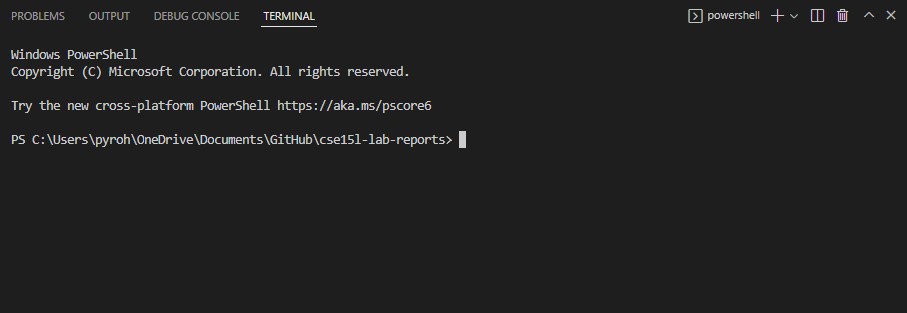 PROBLEMS OUTPUT DEBUG CONSOLE TERMINAL powershell
Windows PowerShell
Copyright (C) Microsoft Corporation. All rights reserved.
Try the new cross-platform PowerShell https://aka.ms/pscore6
PS C:\Users\pyroh\OneDrive\Documents\GitHub\cse15l-lab-reports>